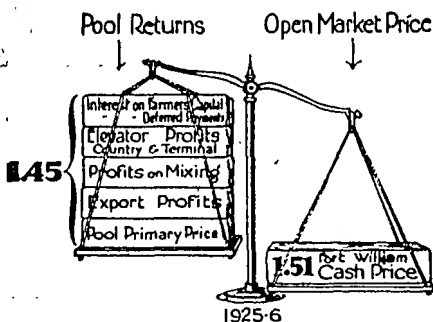 Pool Returns
Open Market Price
Interest on Farmers Capital
" " Deferred Payments
Elevator Profits
Country & Terminal
1.45
Profits on Mixing
Export Profits
Pool Primary Price
1.51 Fort William
Cash Price
1925-6